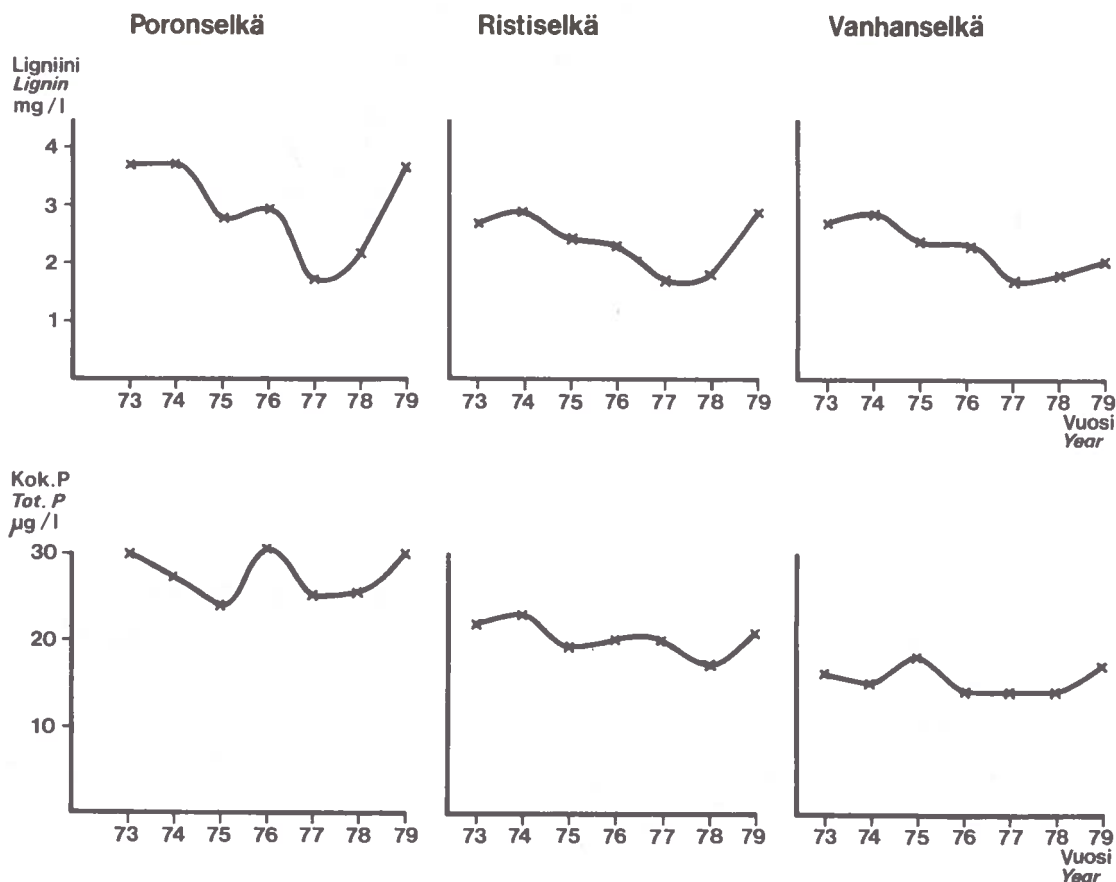 Poronselkä Ristiselkä Vanhanselkä
Ligniini
Lignin
mg/l
4
3
2
1
73 74 75 76 77 78 79 73 74 75 76 77 78 79 73 74 75 76 77 78 79
Vuosi
Year
Kok.P
Tot. P
µg/l
30
20
10
73 74 75 76 77 78 79 73 74 75 76 77 78 79 73 74 75 76 77 78 79
Vuosi
Year